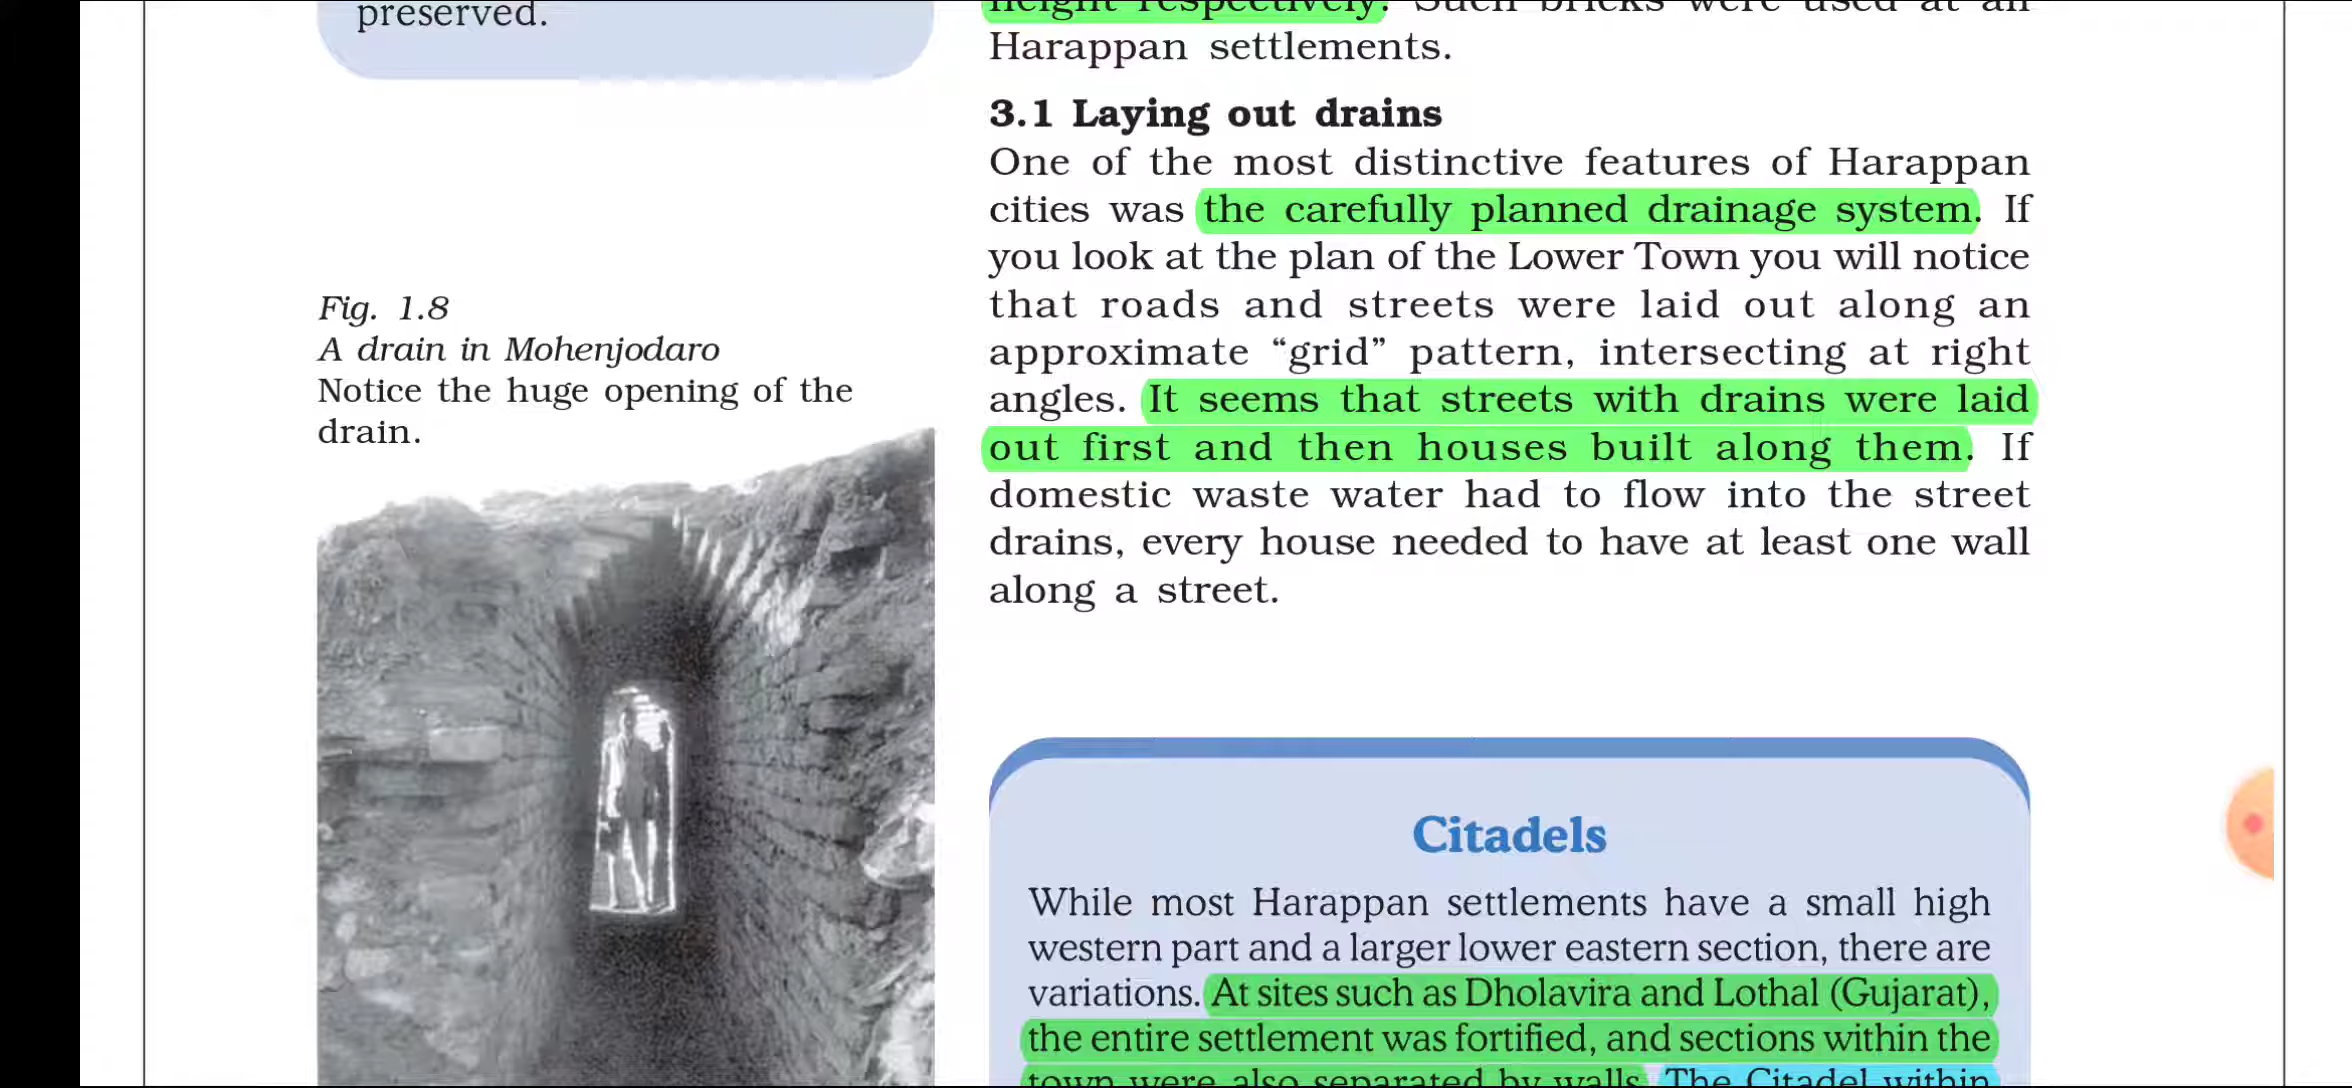 preserved.
Fig. 1.8
A drain in Mohenjodaro
Notice the huge opening of the
drain.
height respectively. Such bricks were used at all
Harappan settlements.
3.1 Laying out drains
One of the most distinctive features of Harappan
cities was the carefully planned drainage system. If
you look at the plan of the Lower Town you will notice
that roads and streets were laid out along an
approximate “grid” pattern, intersecting at right
angles. It seems that streets with drains were laid
out first and then houses built along them. If
domestic waste water had to flow into the street
drains, every house needed to have at least one wall
along a street.
Citadels
While most Harappan settlements have a small high
western part and a larger lower eastern section, there are
variations. At sites such as Dholavira and Lothal (Gujarat),
the entire settlement was fortified, and sections within the
town were also separated by walls. The Citadel within